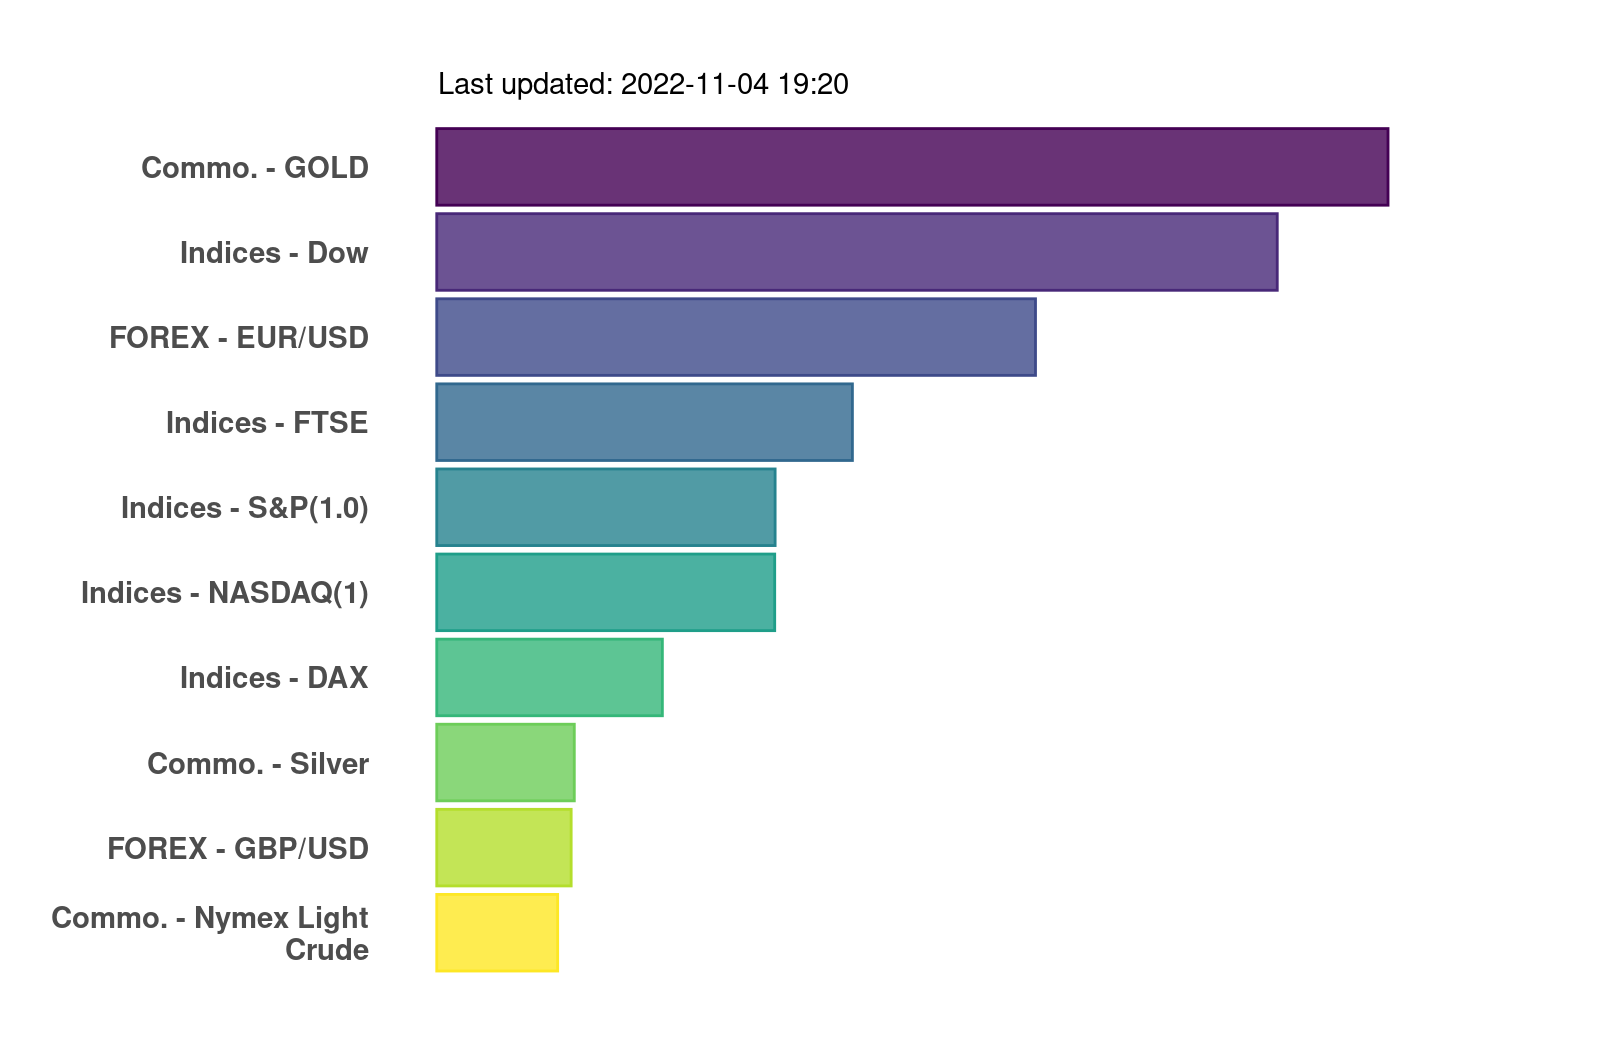 Last updated: 2022-11-04 19:20
Commo. - GOLD
Indices - Dow
FOREX - EUR/USD
Indices - FTSE
Indices - S&P(1.0)
Indices - NASDAQ(1)
Indices - DAX
Commo. - Silver
FOREX - GBP/USD
Commo. - Nymex Light
Crude